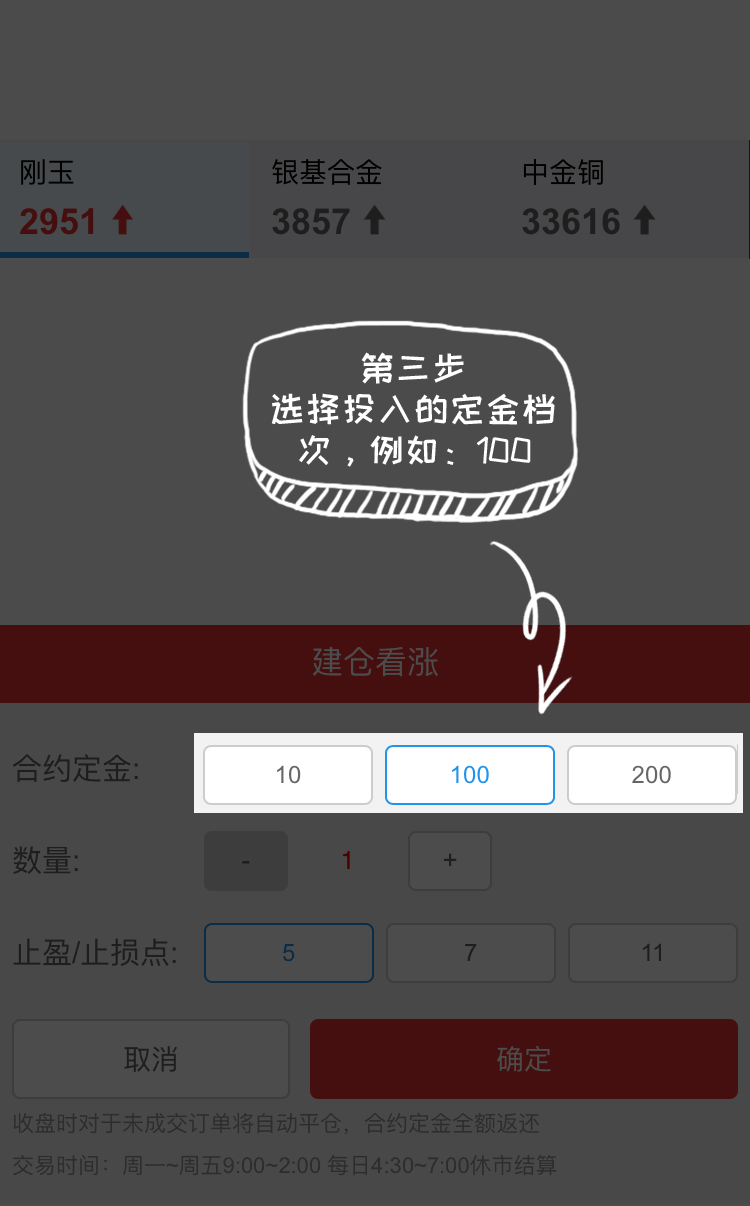 刚玉 银基合金 中金铜
2951 3857 33616
第三步
选择投入的定金档
次，例如：100
建仓看涨
合约定金: 10 100 200
数量: - 1 +
止盈/止损点: 5 7 11
取消 确定
收盘时对于未成交订单将自动平仓，合约定金全额返还
交易时间：周一~周五9:00~2:00 每日4:30~7:00休市结算